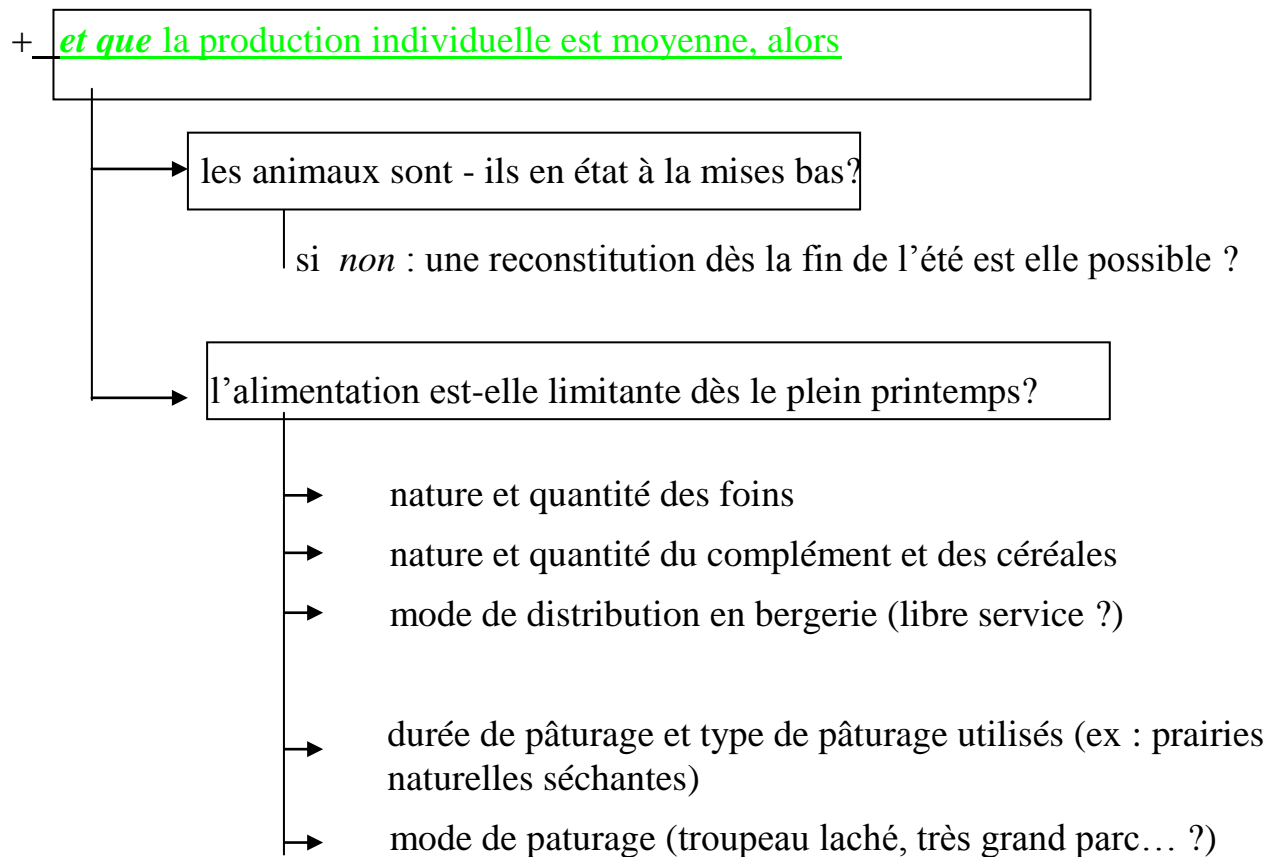 + et que la production individuelle est moyenne, alors
les animaux sont - ils en état à la mises bas?
si non : une reconstitution dès la fin de l’été est elle possible ?
l’alimentation est-elle limitante dès le plein printemps?
nature et quantité des foins
nature et quantité du complément et des céréales
mode de distribution en bergerie (libre service ?)
durée de pâturage et type de pâturage utilisés (ex : prairies
naturelles séchantes)
mode de paturage (troupeau laché, très grand parc… ?)